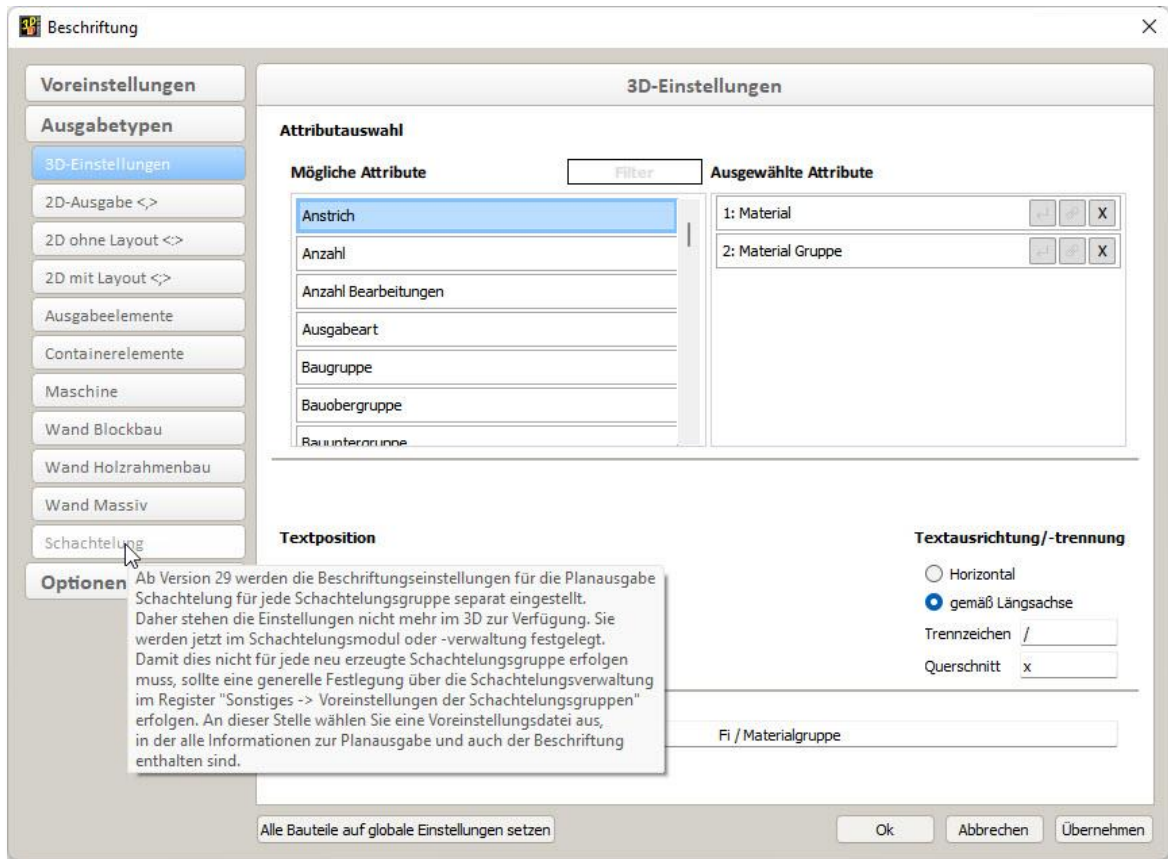 Beschriftung
Voreinstellungen
Ausgabetypen
3D-Einstellungen
2D-Ausgabe <,>
2D ohne Layout <:>
2D mit Layout <;>
Ausgabeelemente
Containerelemente
Maschine
Wand Blockbau
Wand Holzrahmenbau
Wand Massiv
Schachtelung
Optionen
3D-Einstellungen
Attributauswahl
Mögliche Attribute
Filter
Ausgewählte Attribute
Anstrich
Anzahl
Anzahl Bearbeitungen
Ausgabeart
Baugruppe
Bauobergruppe
Bauuntergruppe
1: Material
X
2: Material Gruppe
X
Textposition
Textausrichtung/-trennung
Horizontal
gemäß Längsachse
Trennzeichen /
Querschnitt x
Ab Version 29 werden die Beschriftungseinstellungen für die Planausgabe
Schachtelung für jede Schachtelungsgruppe separat eingestellt.
Daher stehen die Einstellungen nicht mehr im 3D zur Verfügung. Sie
werden jetzt im Schachtelungsmodul oder -verwaltung festgelegt.
Damit dies nicht für jede neu erzeugte Schachtelungsgruppe erfolgen
muss, sollte eine generelle Festlegung über die Schachtelungsverwaltung
im Register "Sonstiges -> Voreinstellungen der Schachtelungsgruppen"
erfolgen. An dieser Stelle wählen Sie eine Voreinstellungsdatei aus,
in der alle Informationen zur Planausgabe und auch der Beschriftung
enthalten sind.
Fi / Materialgruppe
Alle Bauteile auf globale Einstellungen setzen
Ok
Abbrechen
Übernehmen